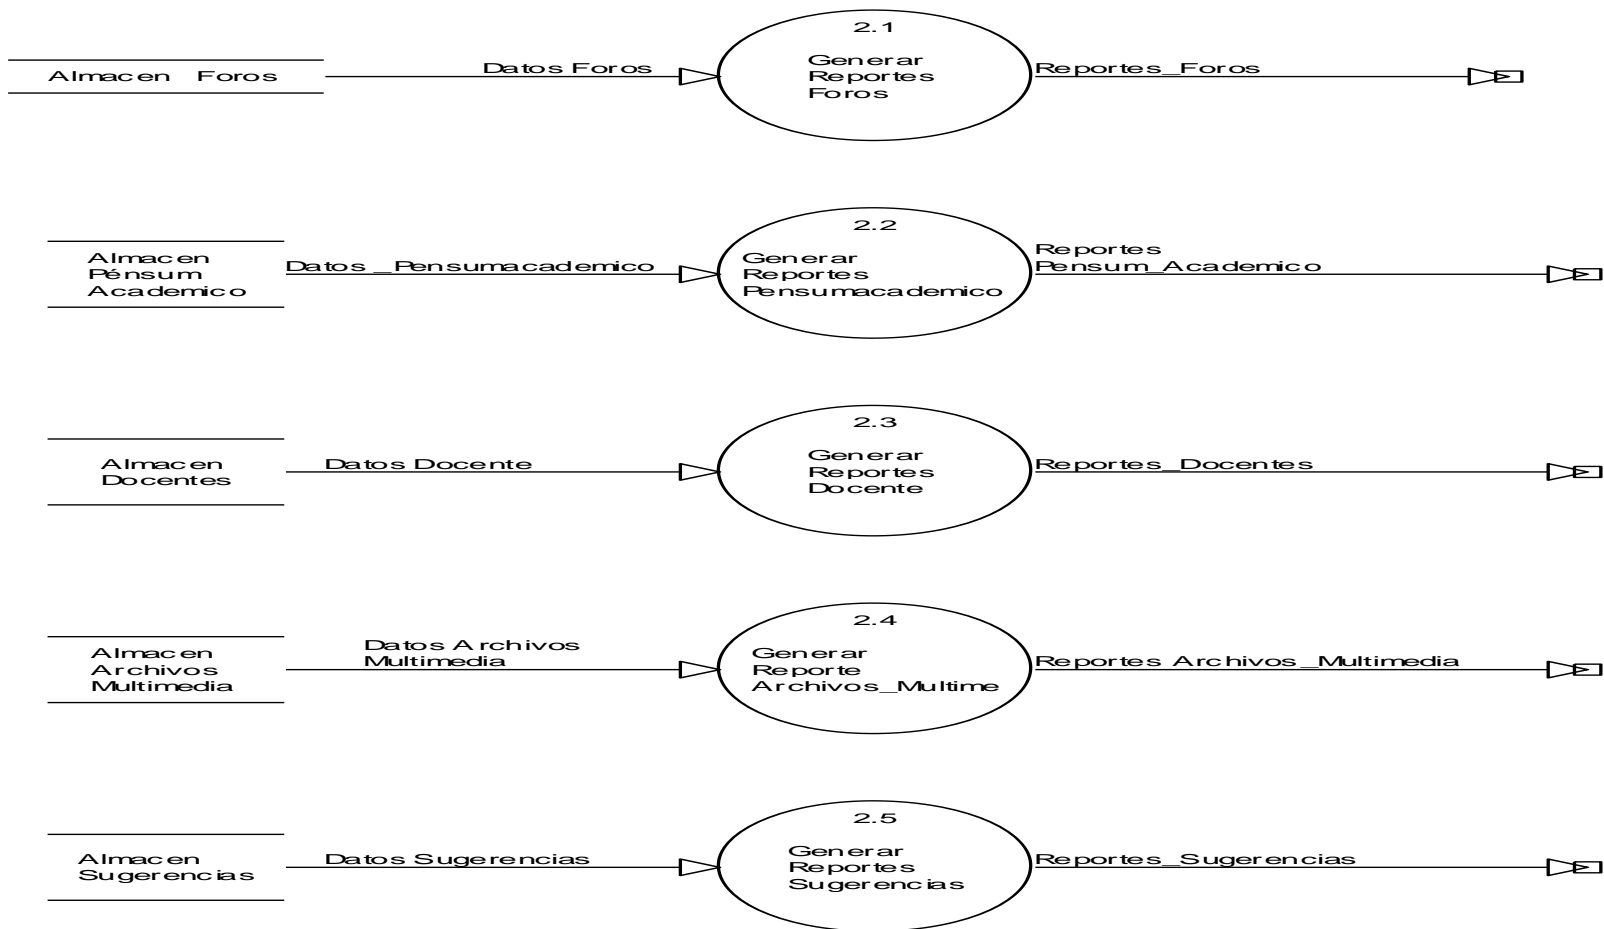 2.1
Almacen Foros
Datos Foros
Generar
Reportes
Foros
Reportes_Foros
2.2
Almacen
Pénsum
Academico
Datos _Pensumacademico
Generar
Reportes
Pensumacademico
Reportes
Pensum_Academico
2.3
Almacen
Docentes
Datos Docente
Generar
Reportes
Docente
Reportes_Docentes
2.4
Almacen
Archivos
Multimedia
Datos Archivos
Multimedia
Generar
Reporte
Archivos_Multime
Reportes Archivos_Multimedia
2.5
Almacen
Sugerencias
Datos Sugerencias
Generar
Reportes
Sugerencias
Reportes_Sugerencias